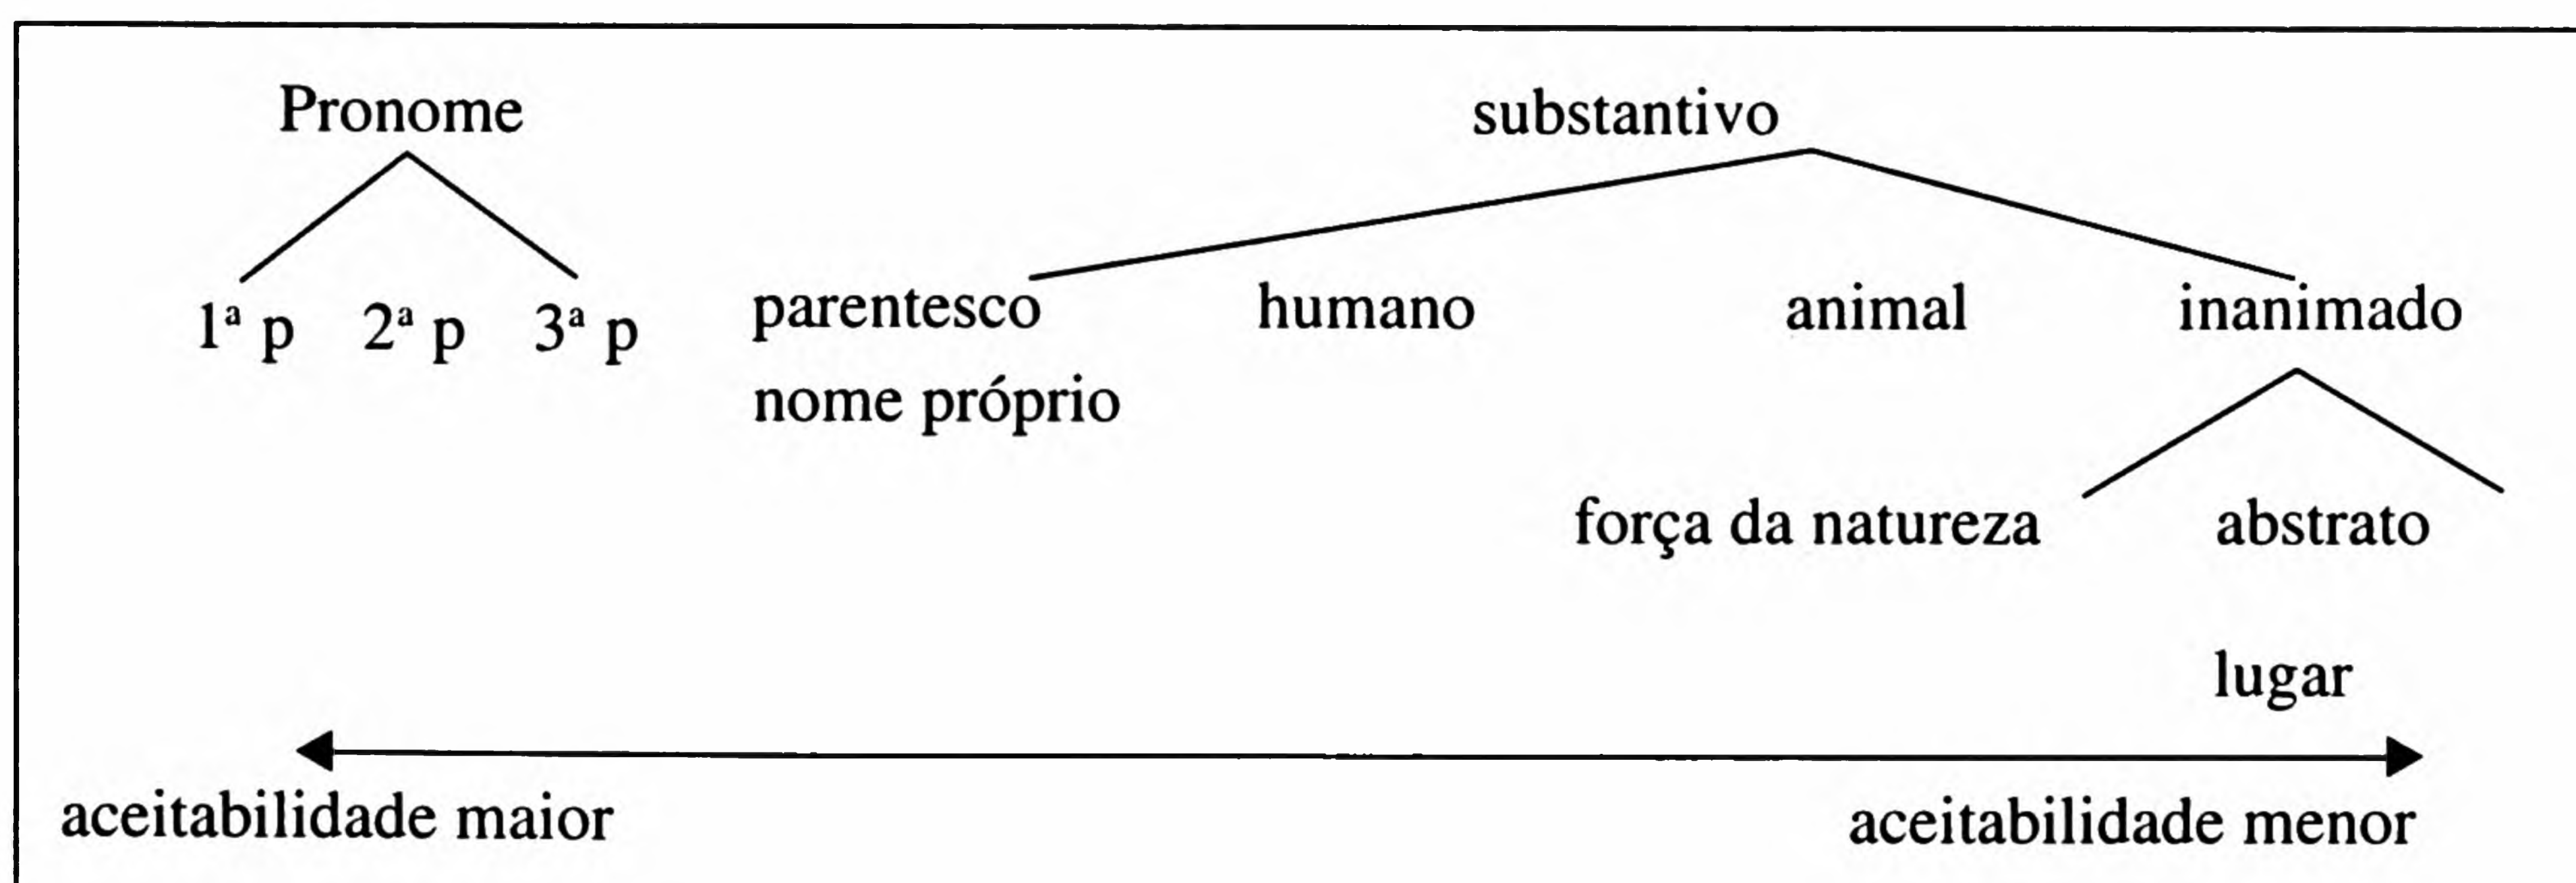 Pronome substantivo
1ª p 2ª p 3ª p parentesco humano animal inanimado
nome próprio
força da natureza abstrato
lugar
aceitabilidade maior aceitabilidade menor